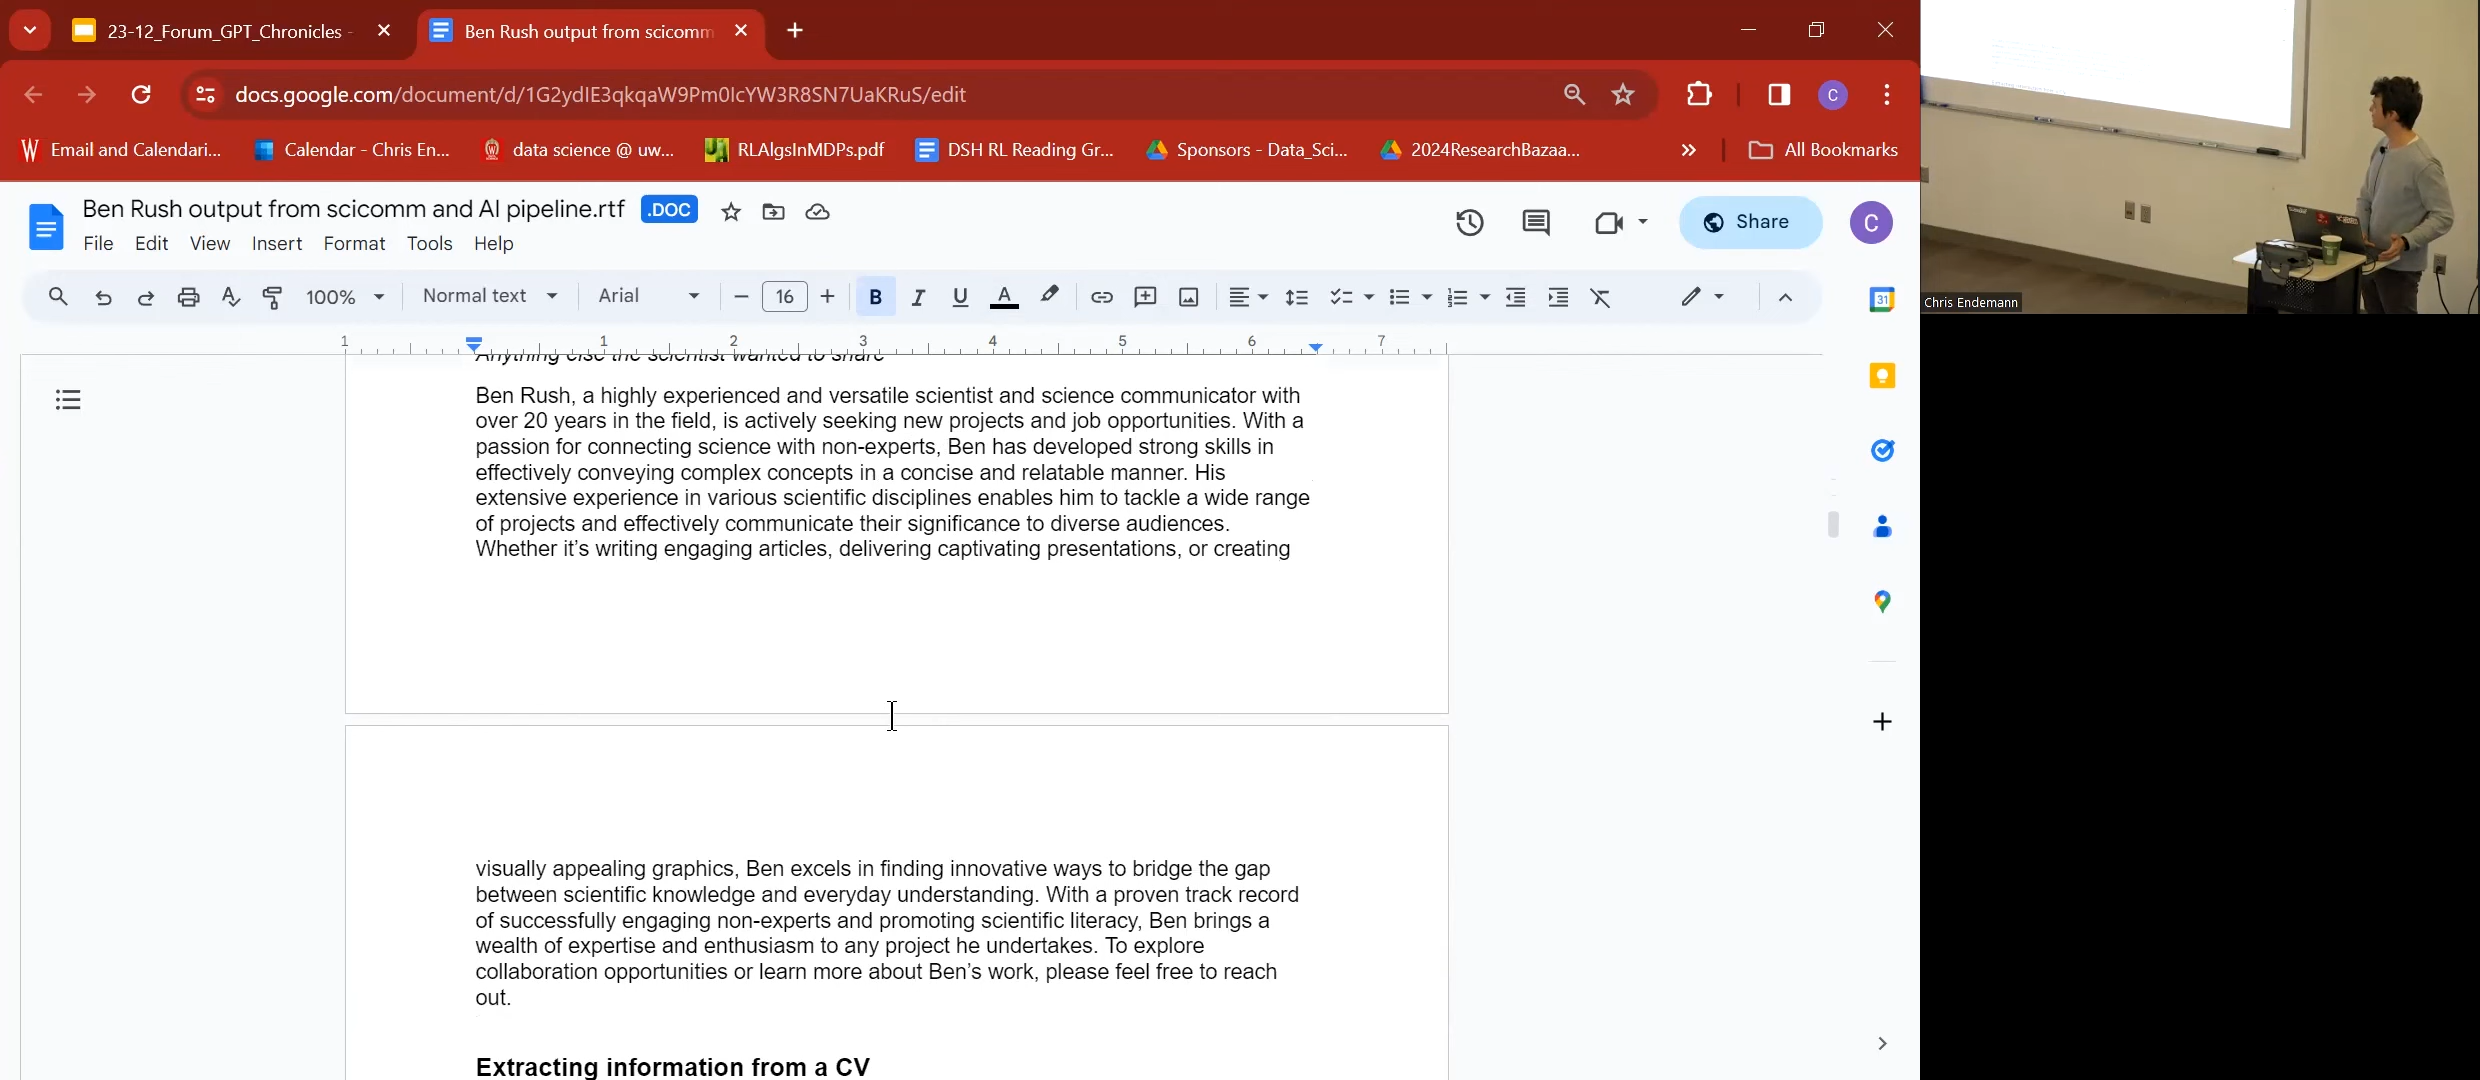 23-12_Forum_GPT_Chronicles -
Ben Rush output from scicomm
docs.google.com/document/d/1G2ydIE3qkqaW9Pm0IcYW3R8SN7UaKRuS/edit
C
Email and Calendari...
Calendar - Chris En...
data science @ uw...
RLAlgsInMDPs.pdf
DSH RL Reading Gr...
Sponsors - Data_Sci...
2024ResearchBazaa...
All Bookmarks
Ben Rush output from scicomm and AI pipeline.rtf
.DOC
Share
C
File Edit View Insert Format Tools Help
100% Normal text Arial 16 B I U A
31
1 1 2 3 4 5 6 7
Anything else the scientist wanted to share
Ben Rush, a highly experienced and versatile scientist and science communicator with
over 20 years in the field, is actively seeking new projects and job opportunities. With a
passion for connecting science with non-experts, Ben has developed strong skills in
effectively conveying complex concepts in a concise and relatable manner. His
extensive experience in various scientific disciplines enables him to tackle a wide range
of projects and effectively communicate their significance to diverse audiences.
Whether it’s writing engaging articles, delivering captivating presentations, or creating
visually appealing graphics, Ben excels in finding innovative ways to bridge the gap
between scientific knowledge and everyday understanding. With a proven track record
of successfully engaging non-experts and promoting scientific literacy, Ben brings a
wealth of expertise and enthusiasm to any project he undertakes. To explore
collaboration opportunities or learn more about Ben’s work, please feel free to reach
out.
Extracting information from a CV
Chris Endemann